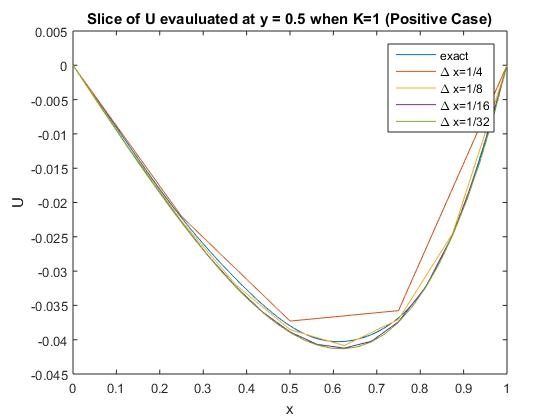 Slice of U evauluated at y = 0.5 when K=1 (Positive Case)
0.005
0
-0.005
-0.01
-0.015
-0.02
-0.025
-0.03
-0.035
-0.04
-0.045
U
exact
Δ x=1/4
Δ x=1/8
Δ x=1/16
Δ x=1/32
0 0.1 0.2 0.3 0.4 0.5 0.6 0.7 0.8 0.9 1
x